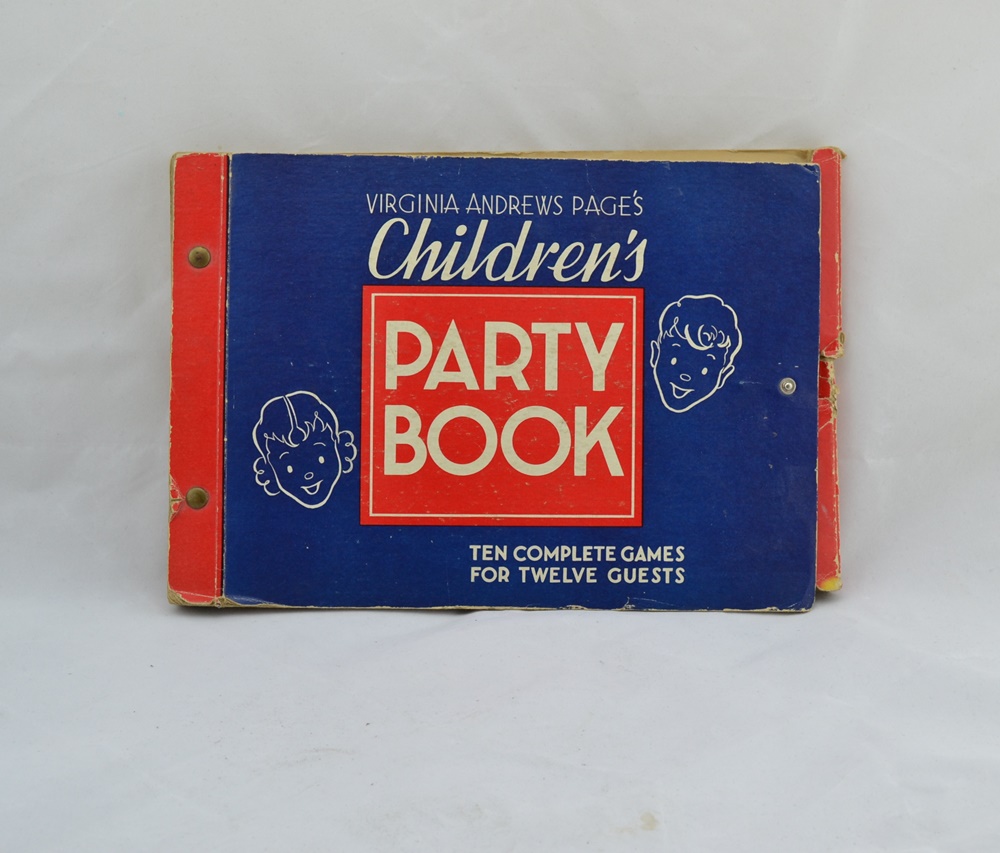 VIRGINIA ANDREWS PAGE'S
Children's
PARTY
BOOK
TEN COMPLETE GAMES
FOR TWELVE GUESTS